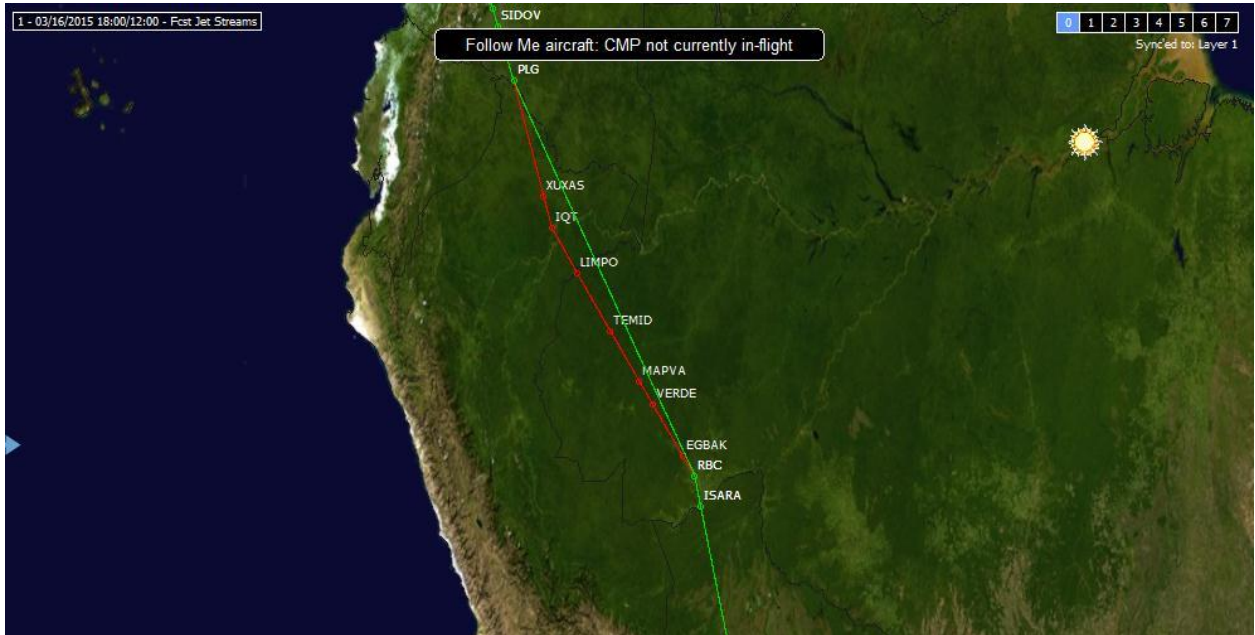 1 - 03/16/2015 18:00/12:00 - Fcst Jet Streams
SIDOV
0 1 2 3 4 5 6 7
Follow Me aircraft: CMP not currently in-flight
Synced to: Layer 1
PLG
XUXAS
IQT
LIMPO
TEMID
MAPVA
VERDE
EGBAK
RBC
ISARA